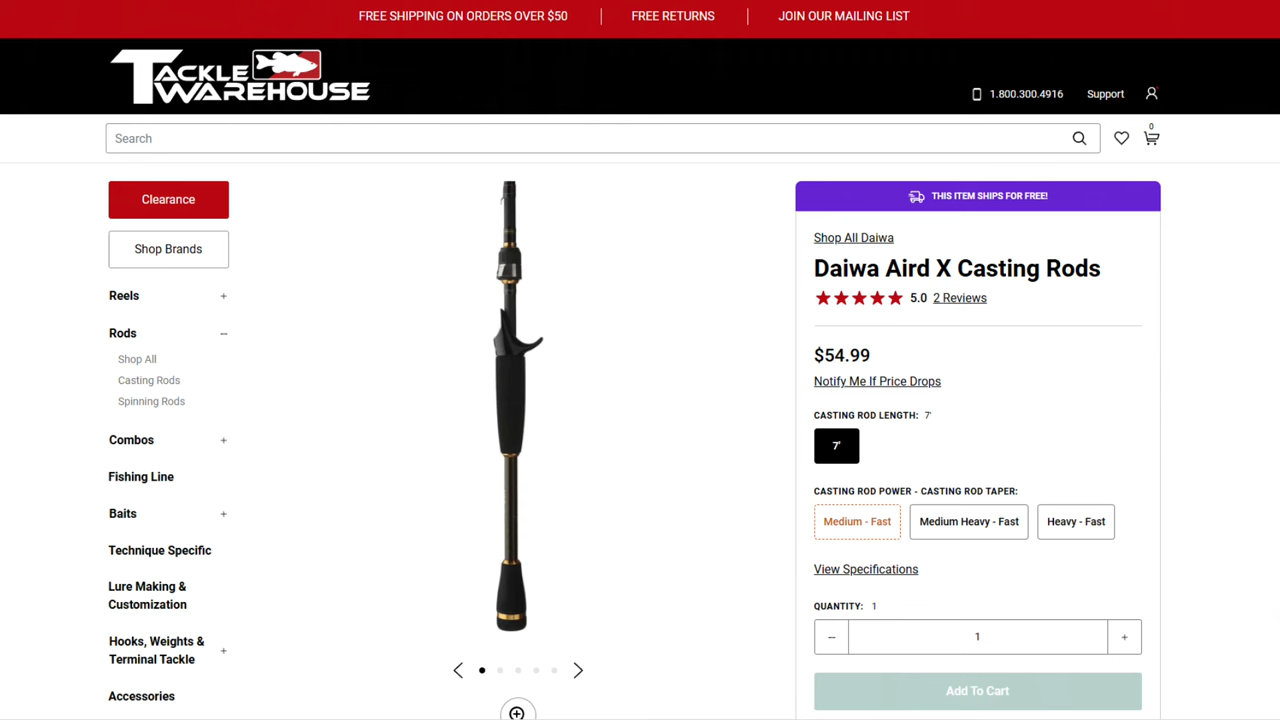 FREE SHIPPING ON ORDERS OVER $50
FREE RETURNS
JOIN OUR MAILING LIST
TACKLE
WAREHOUSE
1.800.300.4916
Support
Search
0
Clearance
Shop Brands
Reels +
Rods –
Shop All
Casting Rods
Spinning Rods
Combos +
Fishing Line
Baits +
Technique Specific
Lure Making &
Customization
Hooks, Weights &
Terminal Tackle +
Accessories
THIS ITEM SHIPS FOR FREE!
Shop All Daiwa
Daiwa Aird X Casting Rods
5.0 2 Reviews
$54.99
Notify Me If Price Drops
CASTING ROD LENGTH: 7'
7'
CASTING ROD POWER - CASTING ROD TAPER:
Medium - Fast
Medium Heavy - Fast
Heavy - Fast
View Specifications
QUANTITY: 1
– 1 +
Add To Cart